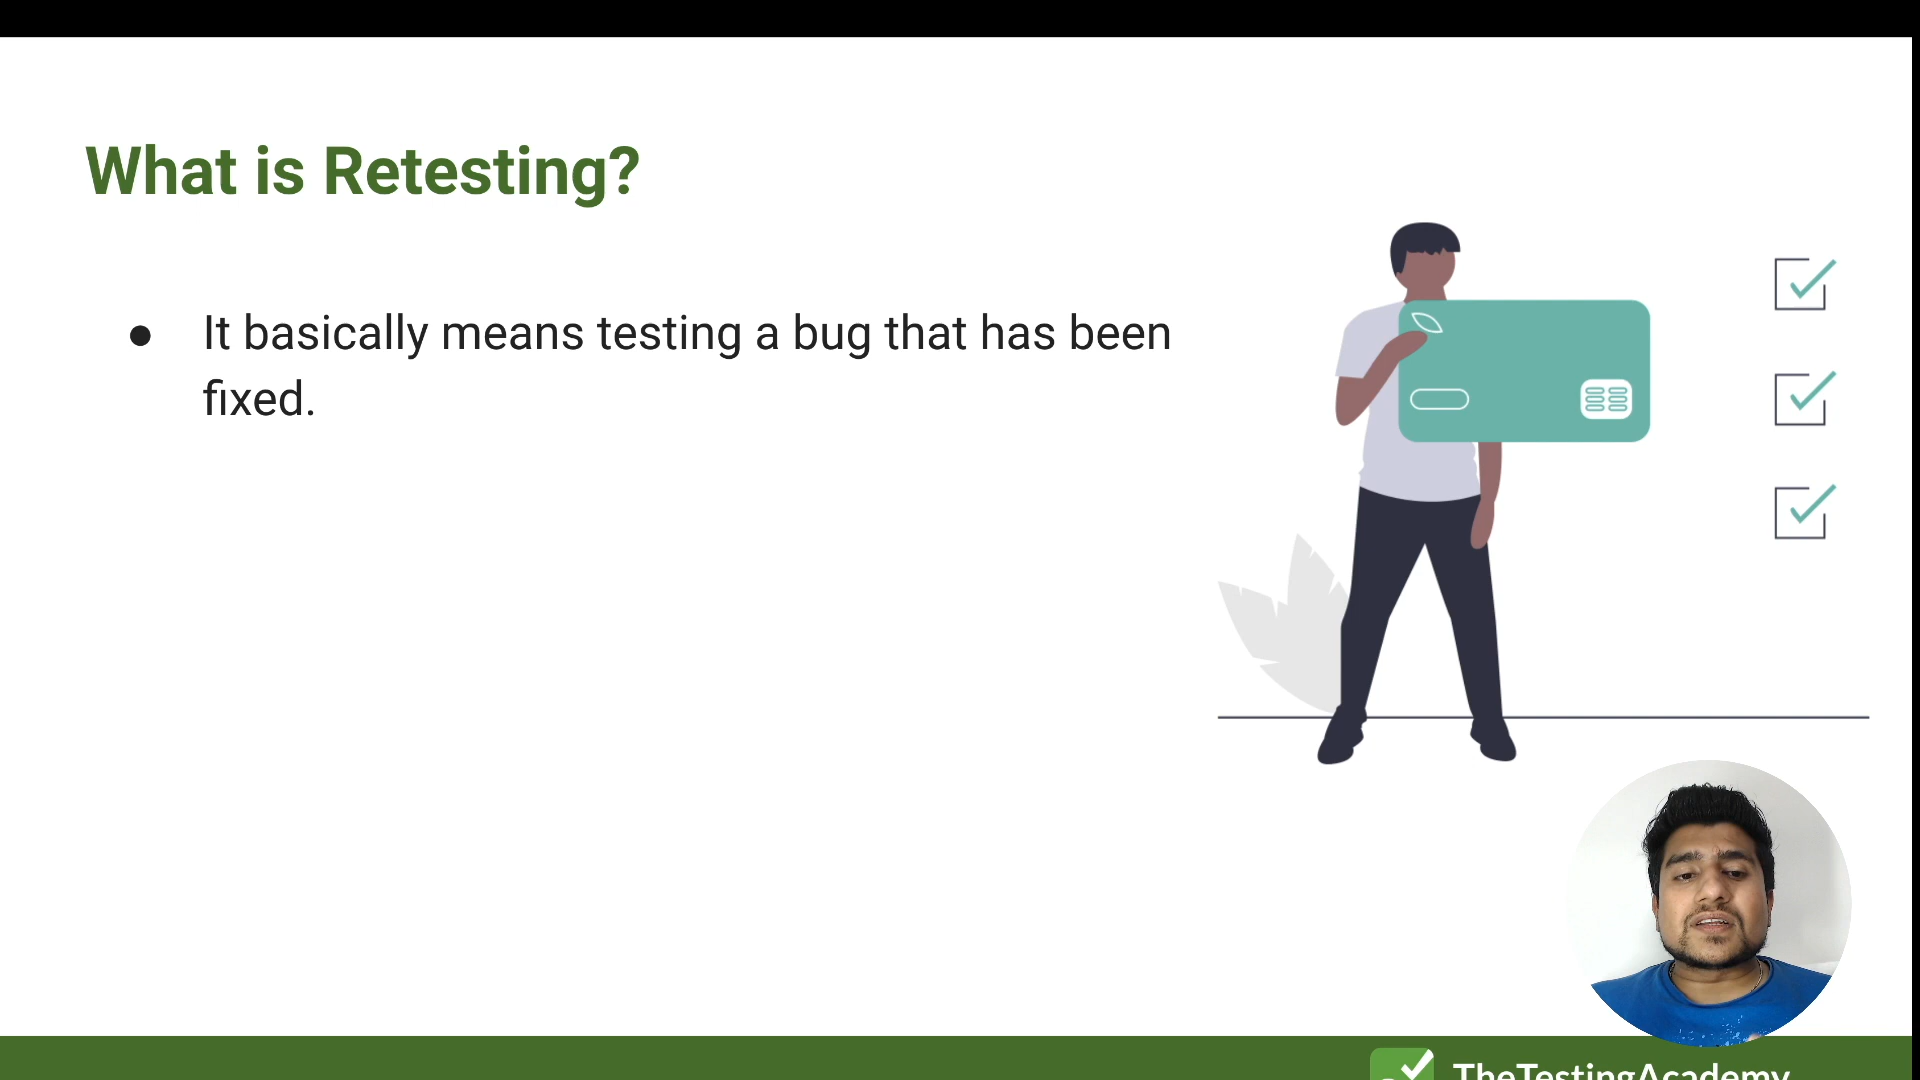 What is Retesting?
● It basically means testing a bug that has been
fixed.
TheTestingAcademy